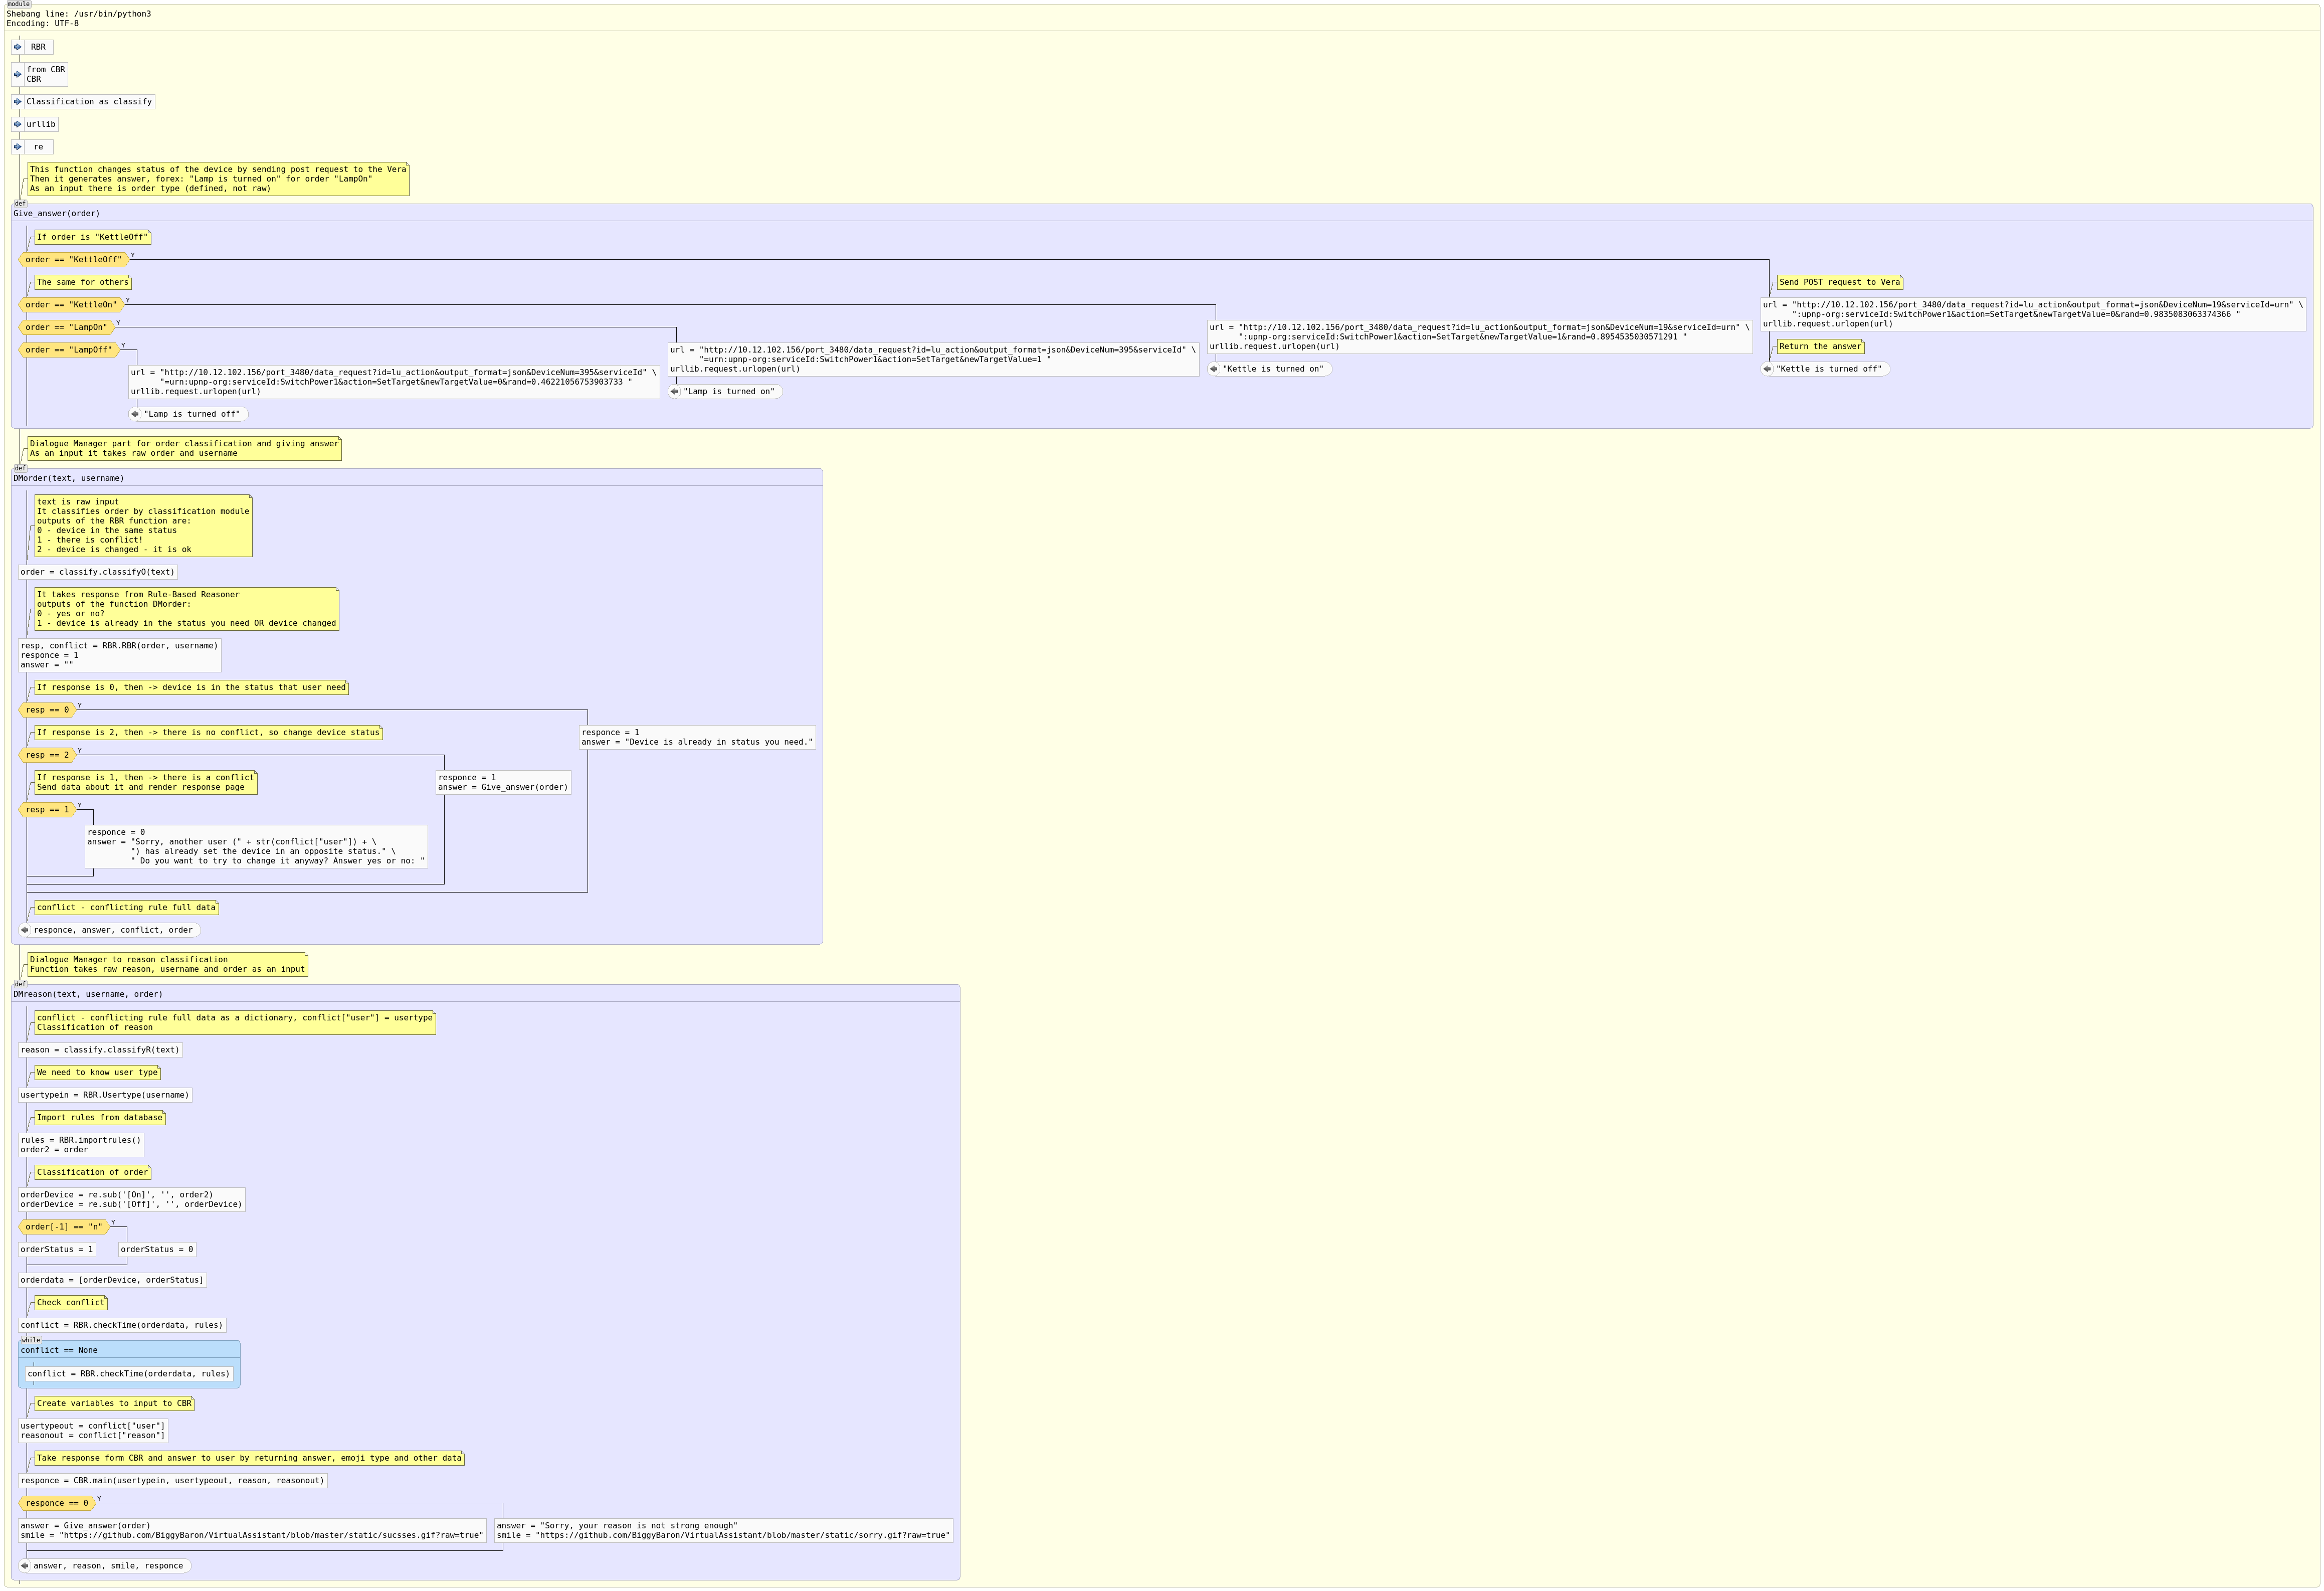 module
Shebang line: /usr/bin/python3
Encoding: UTF-8
RBR
from CBR
CBR
Classification as classify
urllib
re
This function changes status of the device by sending post request to the Vera
Then it generates answer, forex: "Lamp is turned on" for order "LampOn"
As an input there is order type (defined, not raw)
def
Give_answer(order)
If order is "KettleOff"
order == "KettleOff"
Y
The same for others
order == "KettleOn"
Y
order == "LampOn"
Y
order == "LampOff"
Y
url = "http://10.12.102.156/port_3480/data_request?id=lu_action&output_format=json&DeviceNum=395&serviceId" \
"=urn:upnp-org:serviceId:SwitchPower1&action=SetTarget&newTargetValue=0&rand=0.46221056753903733 "
urllib.request.urlopen(url)
"Lamp is turned off"
url = "http://10.12.102.156/port_3480/data_request?id=lu_action&output_format=json&DeviceNum=395&serviceId" \
"=urn:upnp-org:serviceId:SwitchPower1&action=SetTarget&newTargetValue=1 "
urllib.request.urlopen(url)
"Lamp is turned on"
url = "http://10.12.102.156/port_3480/data_request?id=lu_action&output_format=json&DeviceNum=19&serviceId=urn" \
":upnp-org:serviceId:SwitchPower1&action=SetTarget&newTargetValue=1&rand=0.8954535030571291 "
urllib.request.urlopen(url)
"Kettle is turned on"
Send POST request to Vera
url = "http://10.12.102.156/port_3480/data_request?id=lu_action&output_format=json&DeviceNum=19&serviceId=urn" \
":upnp-org:serviceId:SwitchPower1&action=SetTarget&newTargetValue=0&rand=0.9835083063374366 "
urllib.request.urlopen(url)
Return the answer
"Kettle is turned off"
Dialogue Manager part for order classification and giving answer
As an input it takes raw order and username
def
DMorder(text, username)
text is raw input
It classifies order by classification module
outputs of the RBR function are:
0 - device in the same status
1 - there is conflict!
2 - device is changed - it is ok
order = classify.classifyO(text)
It takes response from Rule-Based Reasoner
outputs of the function DMorder:
0 - yes or no?
1 - device is already in the status you need OR device changed
resp, conflict = RBR.RBR(order, username)
responce = 1
answer = ""
If response is 0, then -> device is in the status that user need
resp == 0
Y
If response is 2, then -> there is no conflict, so change device status
responce = 1
answer = "Device is already in status you need."
resp == 2
Y
If response is 1, then -> there is a conflict
Send data about it and render response page
responce = 1
answer = Give_answer(order)
resp == 1
Y
responce = 0
answer = "Sorry, another user (" + str(conflict["user"]) + \
") has already set the device in an opposite status." \
" Do you want to try to change it anyway? Answer yes or no: "
conflict - conflicting rule full data
responce, answer, conflict, order
Dialogue Manager to reason classification
Function takes raw reason, username and order as an input
def
DMreason(text, username, order)
conflict - conflicting rule full data as a dictionary, conflict["user"] = usertype
Classification of reason
reason = classify.classifyR(text)
We need to know user type
usertypein = RBR.Usertype(username)
Import rules from database
rules = RBR.importrules()
order2 = order
Classification of order
orderDevice = re.sub('[On]', '', order2)
orderDevice = re.sub('[Off]', '', orderDevice)
order[-1] == "n"
Y
orderStatus = 1
orderStatus = 0
orderdata = [orderDevice, orderStatus]
Check conflict
conflict = RBR.checkTime(orderdata, rules)
while
conflict == None
conflict = RBR.checkTime(orderdata, rules)
Create variables to input to CBR
usertypeout = conflict["user"]
reasonout = conflict["reason"]
Take response form CBR and answer to user by returning answer, emoji type and other data
responce = CBR.main(usertypein, usertypeout, reason, reasonout)
responce == 0
Y
answer = Give_answer(order)
smile = "https://github.com/BiggyBaron/VirtualAssistant/blob/master/static/sucsses.gif?raw=true"
answer = "Sorry, your reason is not strong enough"
smile = "https://github.com/BiggyBaron/VirtualAssistant/blob/master/static/sorry.gif?raw=true"
answer, reason, smile, responce